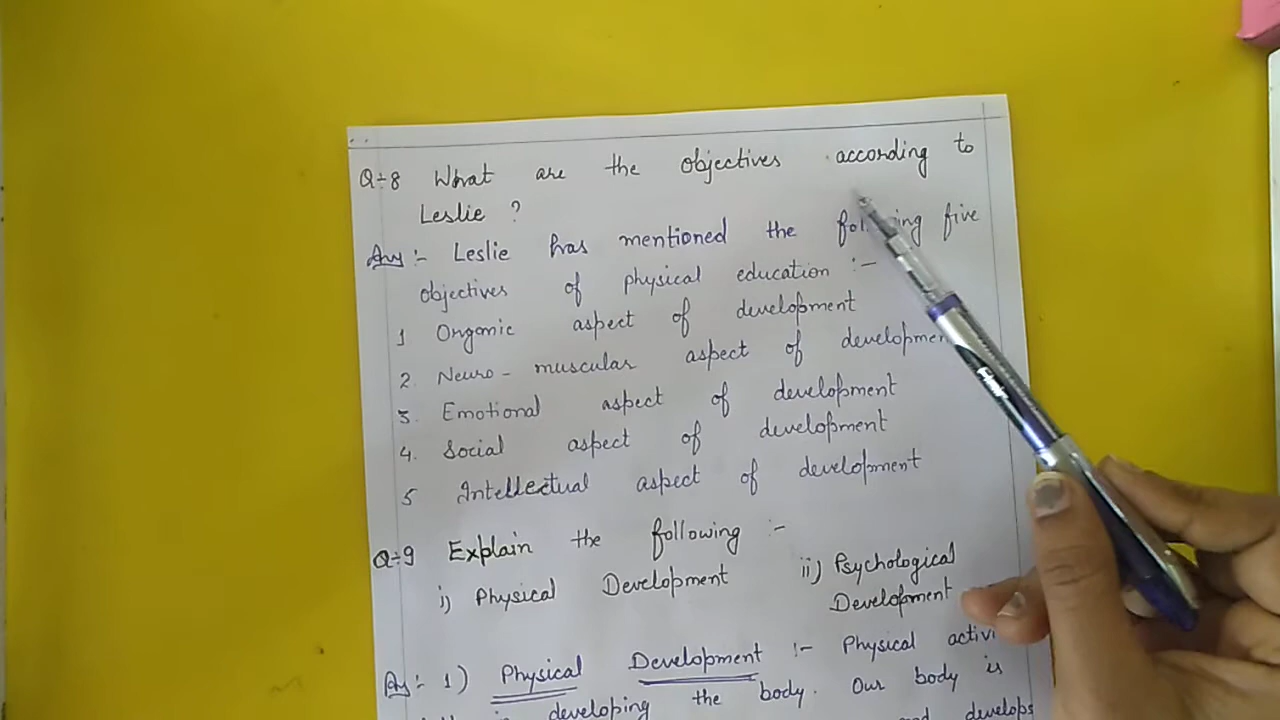 Q÷8 What are the objectives according to
Leslie ?
Ans :- Leslie has mentioned the five
objectives of physical education :-
1 Organic aspect of development
2. Neuro-muscular aspect of
3. Emotional aspect of development
4. Social aspect of development
5 Intellectual aspect of development
Q÷9 Explain the following :-
i) Physical Development ii) Psychological
Development
Ans :- 1) Physical Development :- Physical
developing the body. Our body is
develops